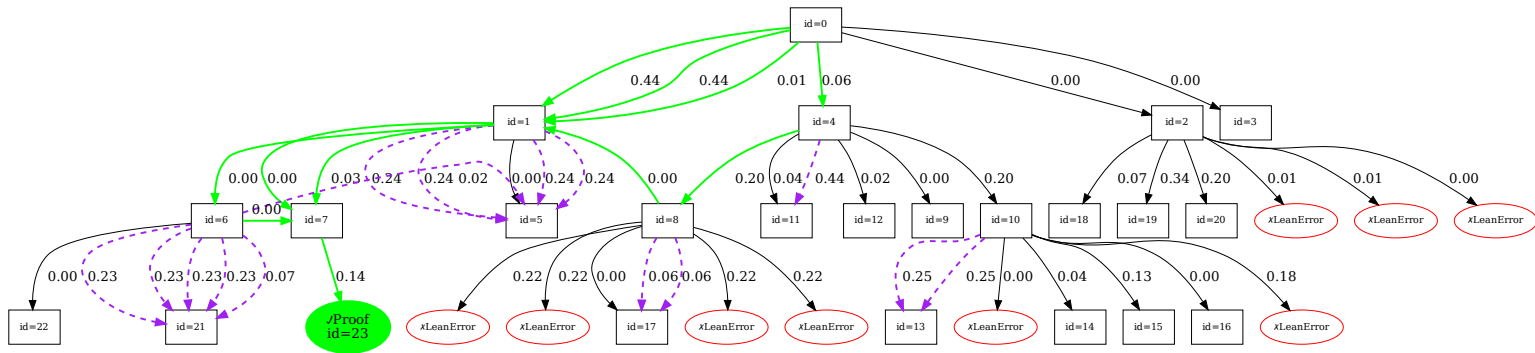 id=0
0.44
0.44
0.01
0.06
0.00
0.00
id=1
id=4
id=2
id=3
0.00
0.00
0.03
0.24
0.24
0.02
0.00
0.24
0.24
0.00
0.20
0.04
0.44
0.02
0.00
0.20
0.07
0.34
0.20
0.01
0.01
0.00
id=6
0.00
id=7
id=5
id=8
id=11
id=12
id=9
id=10
id=18
id=19
id=20
✗LeanError
✗LeanError
✗LeanError
0.00
0.23
0.23
0.23
0.23
0.07
0.14
0.22
0.22
0.00
0.06
0.06
0.22
0.22
0.25
0.25
0.00
0.04
0.13
0.00
0.18
id=22
id=21
✓Proof
id=23
✗LeanError
✗LeanError
id=17
✗LeanError
✗LeanError
id=13
✗LeanError
id=14
id=15
id=16
✗LeanError